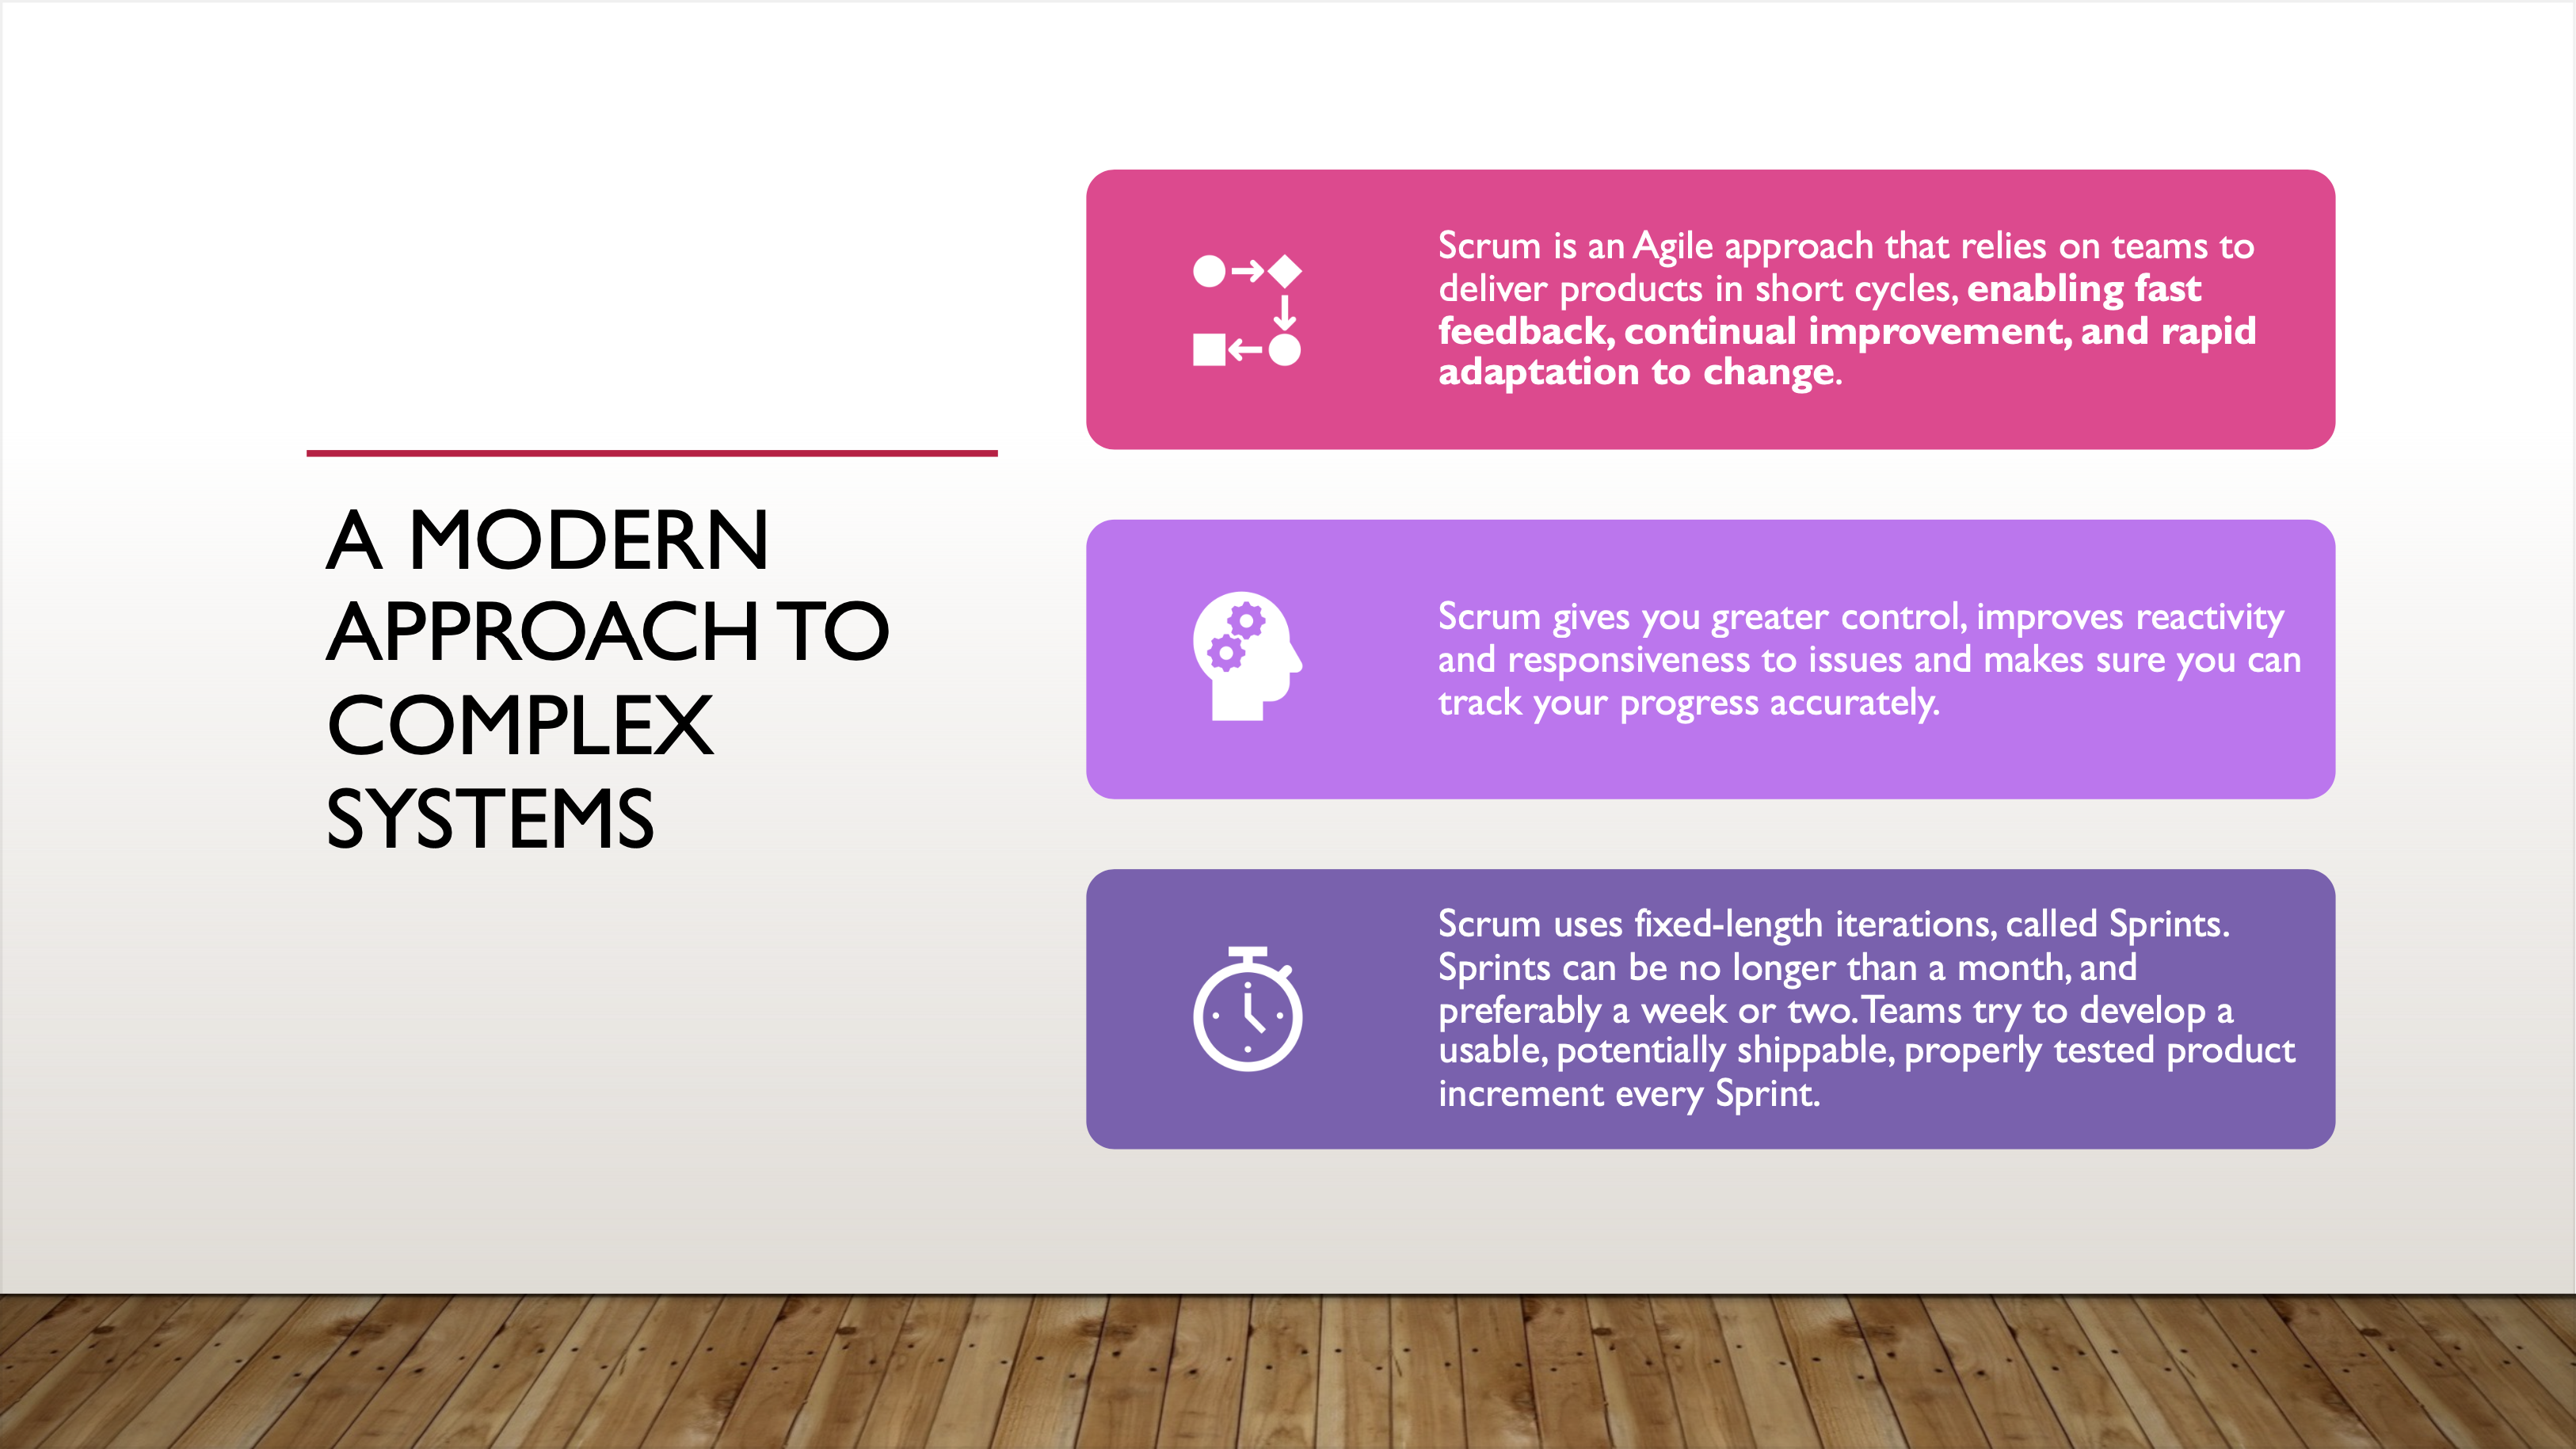 A MODERN
APPROACH TO
COMPLEX
SYSTEMS
Scrum is an Agile approach that relies on teams to
deliver products in short cycles, enabling fast
feedback, continual improvement, and rapid
adaptation to change.
Scrum gives you greater control, improves reactivity
and responsiveness to issues and makes sure you can
track your progress accurately.
Scrum uses fixed-length iterations, called Sprints.
Sprints can be no longer than a month, and
preferably a week or two. Teams try to develop a
usable, potentially shippable, properly tested product
increment every Sprint.